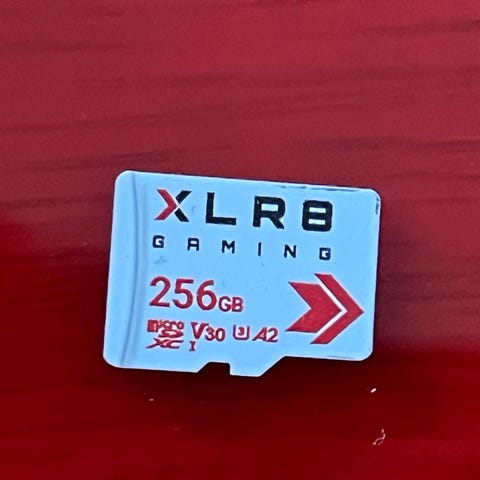 XLR8
GAMING
256GB
micro SD XC I V30 U3 A2